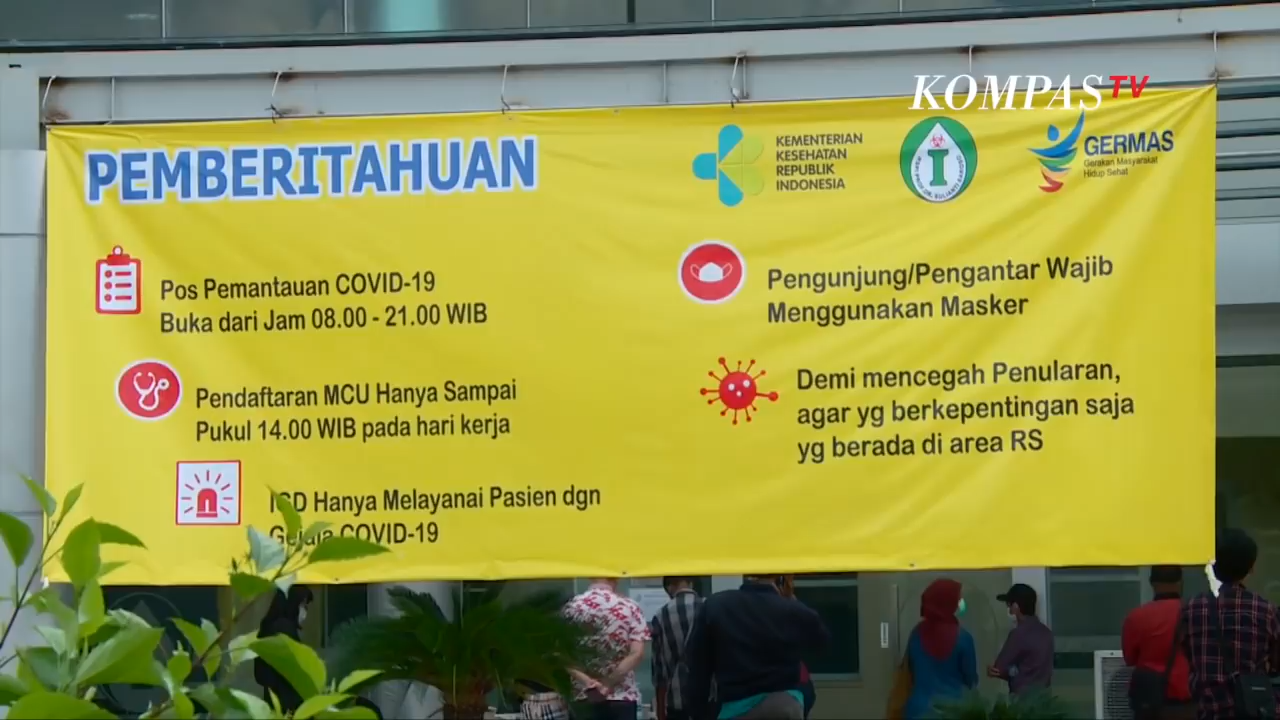 KOMPAS TV
PEMBERITAHUAN
KEMENTERIAN
KESEHATAN
REPUBLIK
INDONESIA
GERMAS
Gerakan Masyarakat
Hidup Sehat
Pos Pemantauan COVID-19
Buka dari Jam 08.00 - 21.00 WIB
Pendaftaran MCU Hanya Sampai
Pukul 14.00 WIB pada hari kerja
IGD Hanya Melayanai Pasien dgn
Gejala COVID-19
Pengunjung/Pengantar Wajib
Menggunakan Masker
Demi mencegah Penularan,
agar yg berkepentingan saja
yg berada di area RS